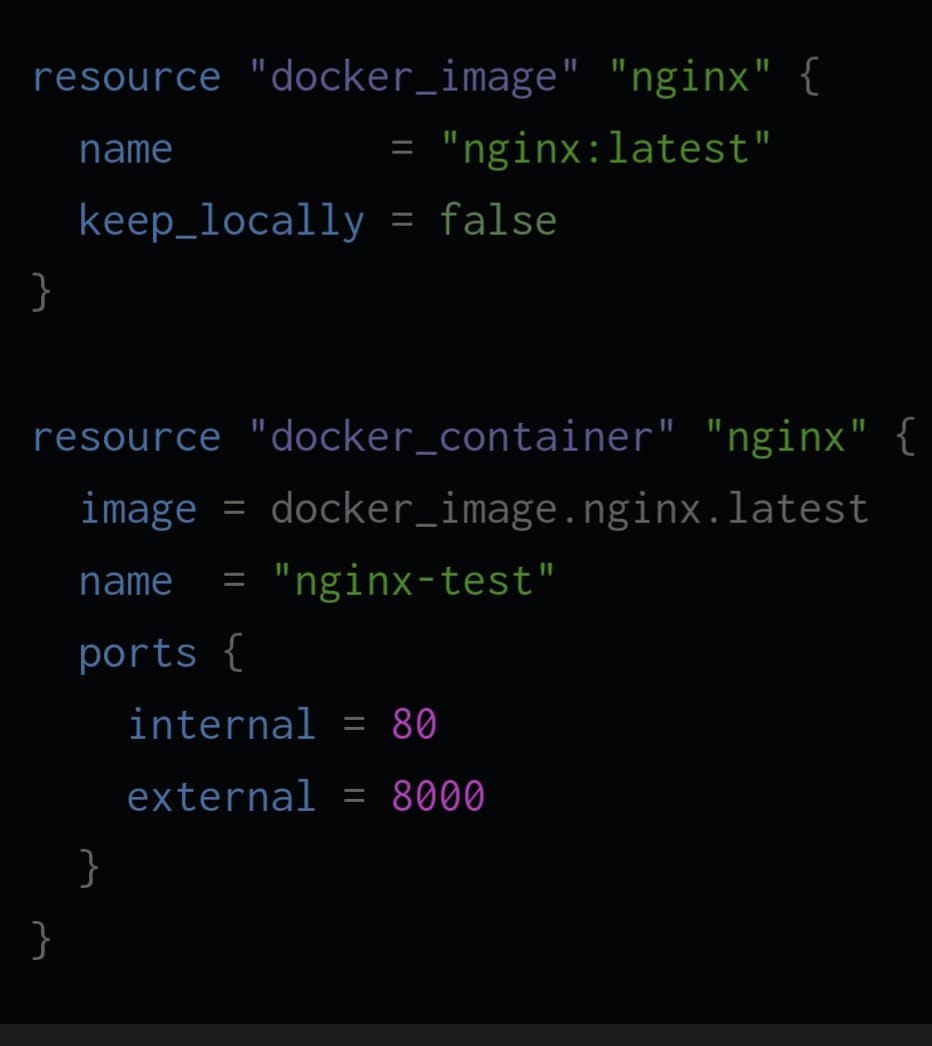 resource "docker_image" "nginx" {
  name         = "nginx:latest"
  keep_locally = false
}

resource "docker_container" "nginx" {
  image = docker_image.nginx.latest
  name  = "nginx-test"
  ports {
    internal = 80
    external = 8000
  }
}